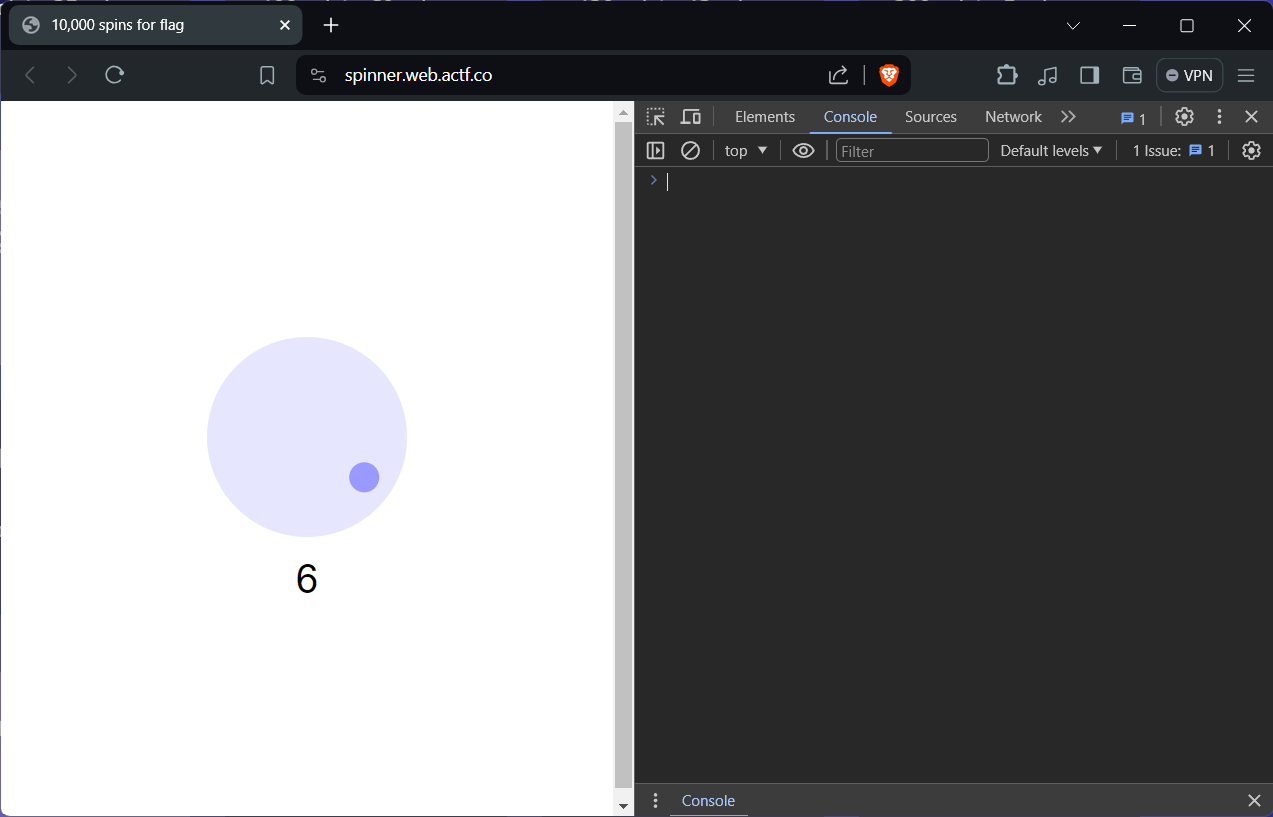 10,000 spins for flag
spinner.web.actf.co
VPN
Elements Console Sources Network 1
top Filter Default levels 1 Issue: 1
6
Console